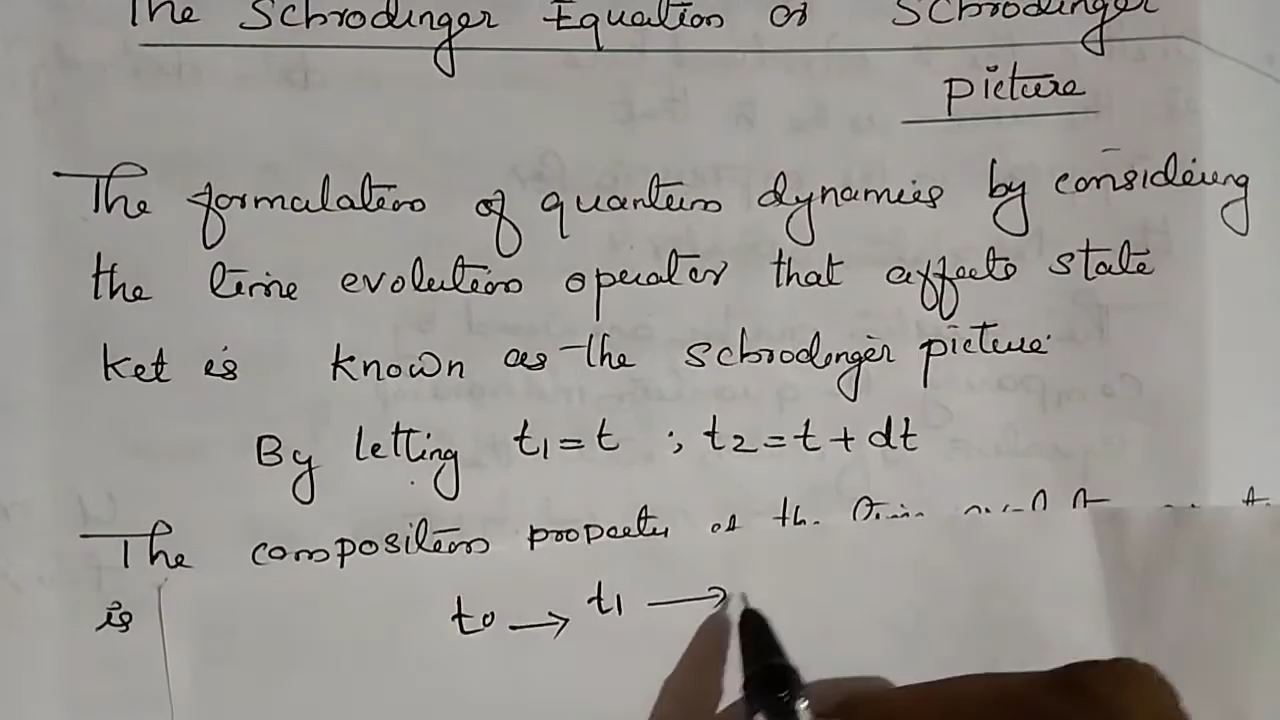 The Schrodinger Equation or Schrodinger
picture
The formulation of quantum dynamics by considering
the time evolution operator that affects state
ket is known as the Schrodinger picture.
By letting t₁ = t ; t₂ = t + dt
The composition property of the
is t₀ → t₁ →